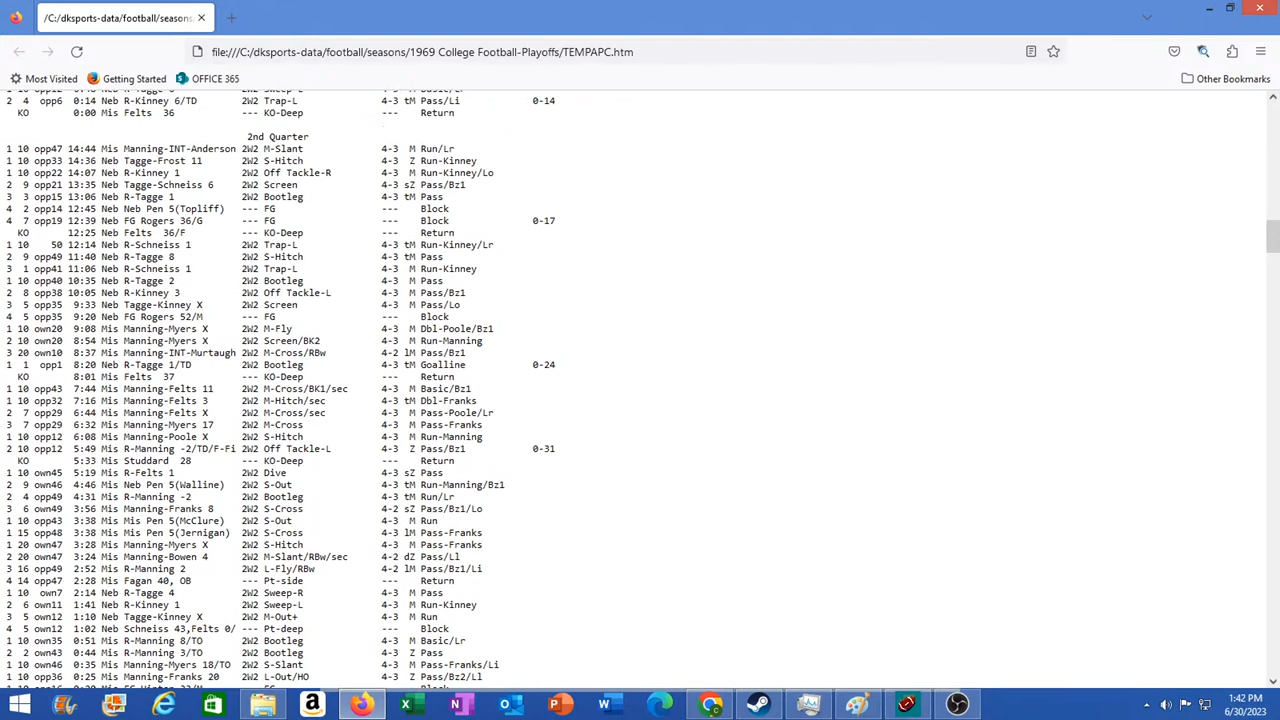 /C:/dksports-data/football/seasons
file:///C:/dksports-data/football/seasons/1969 College Football-Playoffs/TEMPAPC.htm
Most Visited Getting Started OFFICE 365 Other Bookmarks
2 4 opp6 0:14 Neb R-Kinney 6/TD 2W2 Trap-L 4-3 tM Pass/Li 0-14
KO 0:00 Mis Felts 36 --- KO-Deep --- Return
2nd Quarter
1 10 opp47 14:44 Mis Manning-INT-Anderson 2W2 M-Slant 4-3 M Run/Lr
1 10 opp33 14:36 Neb Tagge-Frost 11 2W2 S-Hitch 4-3 Z Run-Kinney
1 10 opp22 14:07 Neb R-Kinney 1 2W2 Off Tackle-R 4-3 M Run-Kinney/Lo
2 9 opp21 13:35 Neb Tagge-Schneiss 6 2W2 Screen 4-3 sZ Pass/Bz1
3 3 opp15 13:06 Neb R-Tagge 1 2W2 Bootleg 4-3 tM Pass
4 2 opp14 12:45 Neb Neb Pen 5(Topliff) --- FG --- Block
4 7 opp19 12:39 Neb FG Rogers 36/G --- FG --- Block 0-17
KO 12:25 Neb Felts 36/F --- KO-Deep --- Return
1 10 50 12:14 Neb R-Schneiss 1 2W2 Trap-L 4-3 tM Run-Kinney/Lr
2 9 opp49 11:40 Neb R-Tagge 8 2W2 S-Hitch 4-3 tM Pass
3 1 opp41 11:06 Neb R-Schneiss 1 2W2 Trap-L 4-3 M Run-Kinney
1 10 opp40 10:35 Neb R-Tagge 2 2W2 Bootleg 4-3 M Pass
2 8 opp38 10:05 Neb R-Kinney 3 2W2 Off Tackle-L 4-3 M Pass/Bz1
3 5 opp35 9:33 Neb Tagge-Kinney X 2W2 Screen 4-3 M Pass/Lo
4 5 opp35 9:20 Neb FG Rogers 52/M --- FG --- Block
1 10 own20 9:08 Mis Manning-Myers X 2W2 M-Fly 4-3 M Dbl-Poole/Bz1
2 10 own20 8:54 Mis Manning-Myers X 2W2 Screen/BK2 4-3 M Run-Manning
3 20 own10 8:37 Mis Manning-INT-Murtaugh 2W2 M-Cross/RBw 4-2 lM Pass/Bz1
1 1 opp1 8:20 Neb R-Tagge 1/TD 2W2 Bootleg 4-3 tM Goalline 0-24
KO 8:01 Mis Felts 37 --- KO-Deep --- Return
1 10 opp43 7:44 Mis Manning-Felts 11 2W2 M-Cross/BK1/sec 4-3 M Basic/Bz1
1 10 opp32 7:16 Mis Manning-Felts 3 2W2 M-Hitch/sec 4-3 tM Dbl-Franks
2 7 opp29 6:44 Mis Manning-Felts X 2W2 M-Cross/sec 4-3 M Pass-Poole/Lr
3 7 opp29 6:32 Mis Manning-Myers 17 2W2 M-Cross 4-3 M Pass-Franks
1 10 opp12 6:08 Mis Manning-Poole X 2W2 S-Hitch 4-3 M Run-Manning
2 10 opp12 5:49 Mis R-Manning -2/TD/F-Fi 2W2 Off Tackle-L 4-3 Z Pass/Bz1 0-31
KO 5:33 Mis Studdard 28 --- KO-Deep --- Return
1 10 own45 5:19 Mis R-Felts 1 2W2 Dive 4-3 sZ Pass
2 9 own46 4:46 Mis Neb Pen 5(Walline) 2W2 S-Out 4-3 tM Run-Manning/Bz1
2 4 opp49 4:31 Mis R-Manning -2 2W2 Bootleg 4-3 tM Run/Lr
3 6 own49 3:56 Mis Manning-Franks 8 2W2 S-Cross 4-2 sZ Pass/Bz1/Lo
1 10 opp43 3:38 Mis Mis Pen 5(McClure) 2W2 S-Out 4-3 M Run
1 15 opp48 3:38 Mis Mis Pen 5(Jernigan) 2W2 S-Cross 4-3 lM Pass-Franks
1 20 own47 3:28 Mis Manning-Myers X 2W2 S-Hitch 4-3 M Pass-Franks
2 20 own47 3:24 Mis Manning-Bowen 4 2W2 M-Slant/RBw/sec 4-2 dZ Pass/Ll
3 16 opp49 2:52 Mis R-Manning 2 2W2 L-Fly/RBw 4-2 lM Pass/Bz1/Li
4 14 opp47 2:28 Mis Fagan 40, OB --- Pt-side --- Return
1 10 own7 2:14 Neb R-Tagge 4 2W2 Sweep-R 4-3 M Pass
2 6 own11 1:41 Neb R-Kinney 1 2W2 Sweep-L 4-3 M Run-Kinney
3 5 own12 1:10 Neb Tagge-Kinney X 2W2 M-Out+ 4-3 M Run
4 5 own12 1:02 Neb Schneiss 43,Felts 0/ --- Pt-deep --- Block
1 10 own35 0:51 Mis R-Manning 8/TO 2W2 Bootleg 4-3 M Basic/Lr
2 2 own43 0:40 Mis R-Manning 3/TO 2W2 Bootleg 4-3 Z Pass
1 10 own46 0:35 Mis Manning-Myers 18/TO 2W2 S-Slant 4-3 M Pass-Franks/Li
1 10 opp36 0:25 Mis Manning-Franks 20 2W2 L-Out/HO 4-3 Z Pass/Bz2/Ll
1:42 PM
6/30/2023